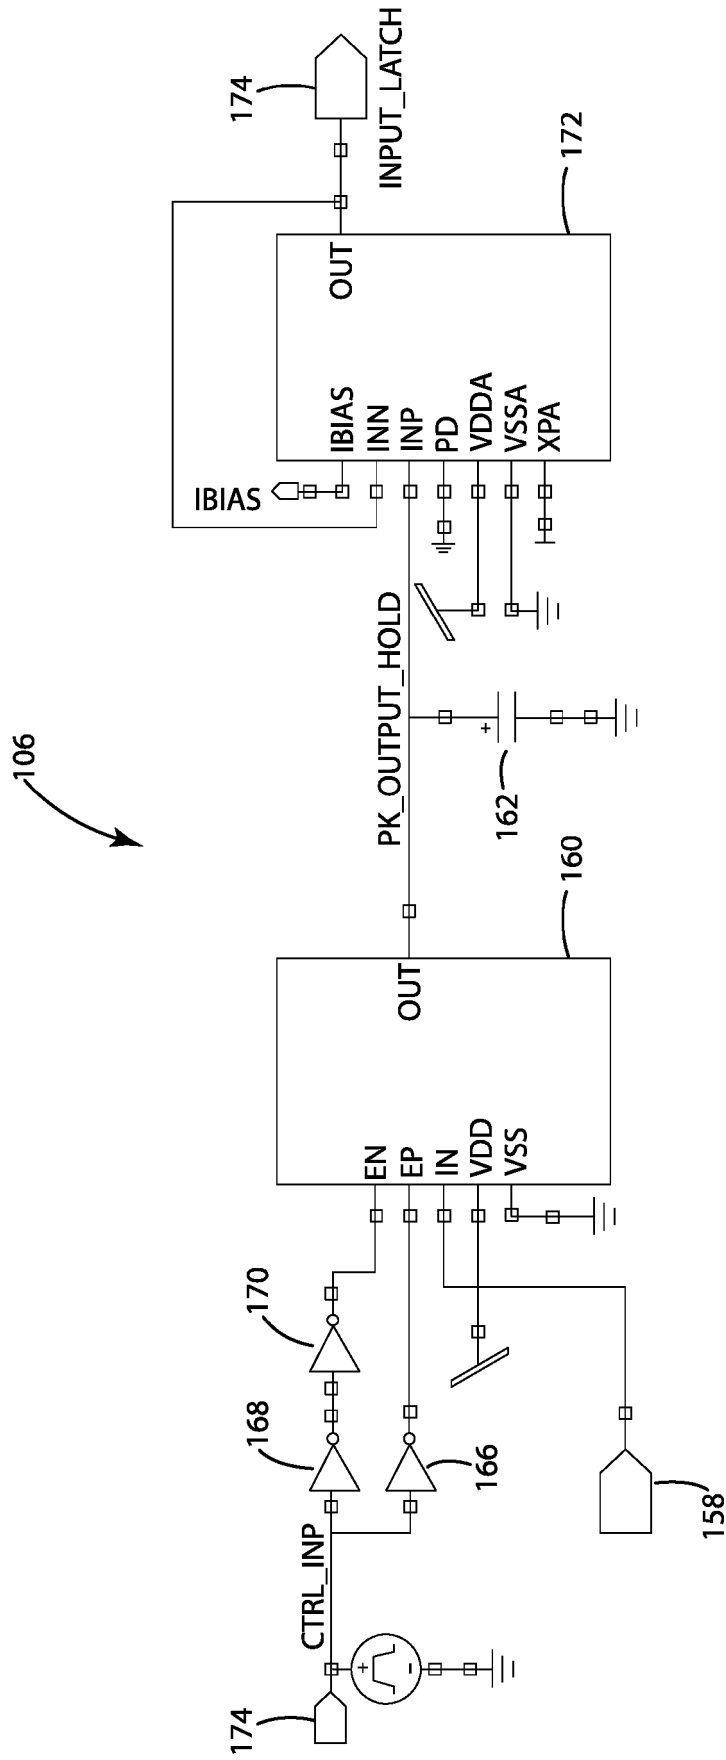 106
174
CTRL_INP
+
-
168
170
166
158
EN
EP
IN
VDD
VSS
OUT
160
PK_OUTPUT_HOLD
+
162
IBIAS
IBIAS
INN
INP
PD
VDDA
VSSA
XPA
OUT
172
174
INPUT_LATCH